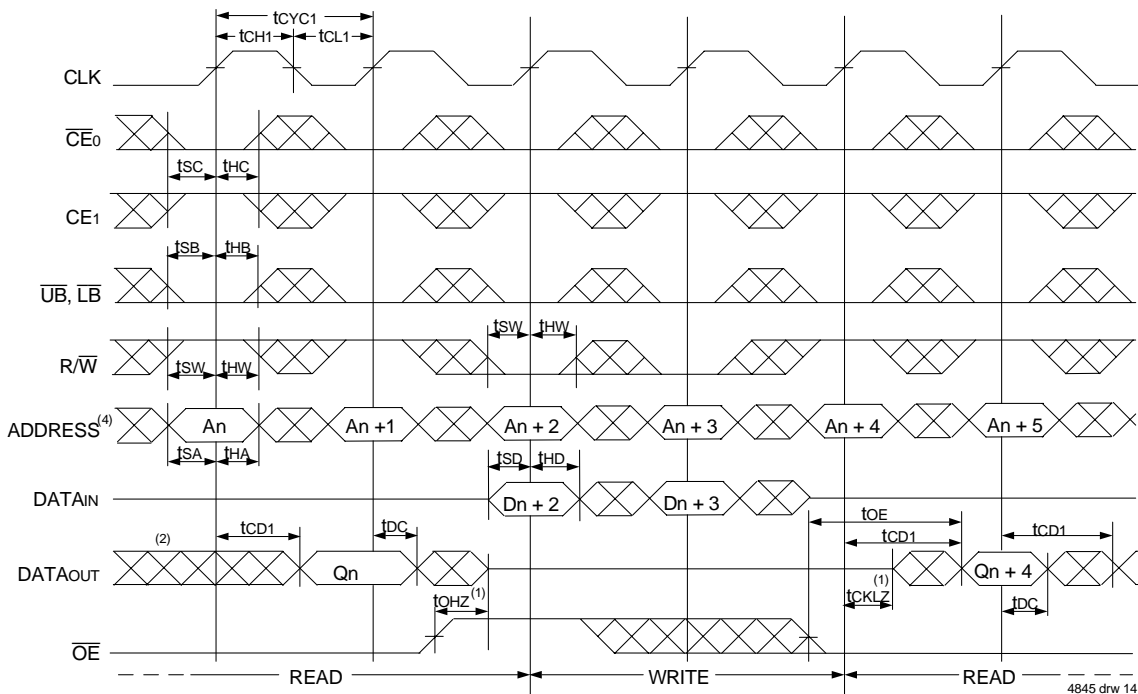 tCYC1
tCH1 tCL1
CLK
CE0
tSC tHC
CE1
tSB tHB
UB, LB
tSW tHW
R/W
tSW tHW
ADDRESS(4) An An +1 An + 2 An + 3 An + 4 An + 5
tSA tHA tSD tHD
DATAIN Dn + 2 Dn + 3
tOE
(2) tCD1 tDC tCD1 tCD1
DATAOUT Qn Qn + 4
tOHZ(1) tCKLZ(1) tDC
OE
READ WRITE READ
4845 drw 14